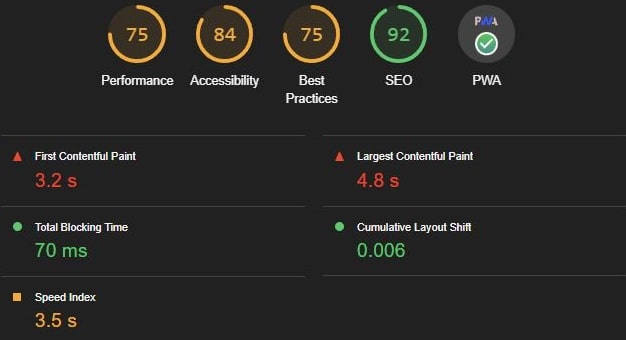 75 84 75 92 PWA
Performance Accessibility Best Practices SEO PWA
First Contentful Paint
3.2 s
Largest Contentful Paint
4.8 s
Total Blocking Time
70 ms
Cumulative Layout Shift
0.006
Speed Index
3.5 s